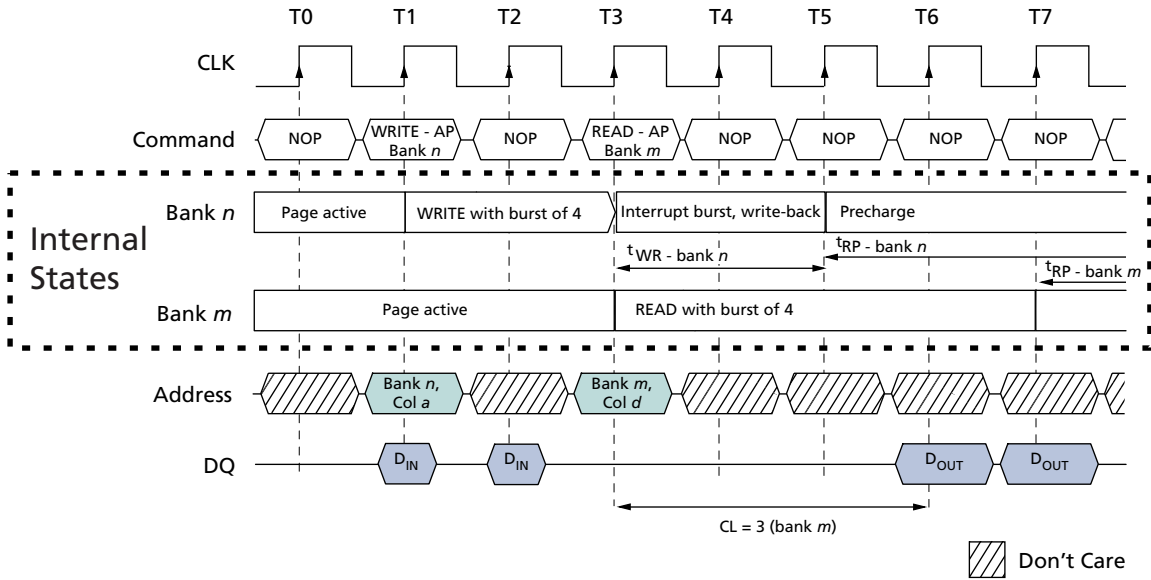 T0 T1 T2 T3 T4 T5 T6 T7
CLK
Command NOP WRITE - AP Bank n NOP READ - AP Bank m NOP NOP NOP NOP
Internal States
Bank n Page active WRITE with burst of 4 Interrupt burst, write-back Precharge
tWR - bank n tRP - bank n
tRP - bank m
Bank m Page active READ with burst of 4
Address Bank n, Col a Bank m, Col d
DQ DIN DIN DOUT DOUT
CL = 3 (bank m)
Don't Care